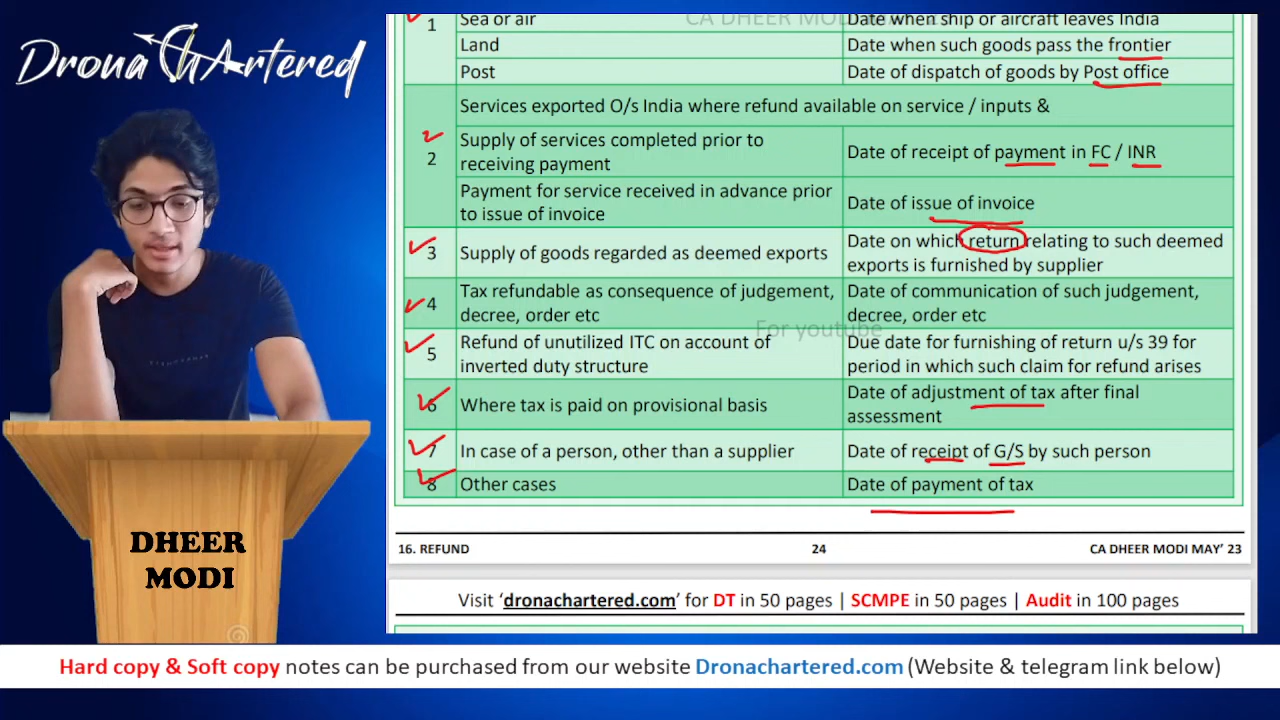 Drona CHArtered
DHEER
MODI
CA DHEER MODI
1
Sea or air
Date when ship or aircraft leaves India
Land
Date when such goods pass the frontier
Post
Date of dispatch of goods by Post office
Services exported O/s India where refund available on service / inputs &
2
Supply of services completed prior to
receiving payment
Date of receipt of payment in FC / INR
Payment for service received in advance prior
to issue of invoice
Date of issue of invoice
3
Supply of goods regarded as deemed exports
Date on which return relating to such deemed
exports is furnished by supplier
4
Tax refundable as consequence of judgement,
decree, order etc
Date of communication of such judgement,
decree, order etc
For youtube
5
Refund of unutilized ITC on account of
inverted duty structure
Due date for furnishing of return u/s 39 for
period in which such claim for refund arises
6
Where tax is paid on provisional basis
Date of adjustment of tax after final
assessment
7
In case of a person, other than a supplier
Date of receipt of G/S by such person
8
Other cases
Date of payment of tax
16. REFUND
24
CA DHEER MODI MAY' 23
Visit ‘dronachartered.com’ for DT in 50 pages | SCMPE in 50 pages | Audit in 100 pages
Hard copy & Soft copy notes can be purchased from our website Dronachartered.com (Website & telegram link below)